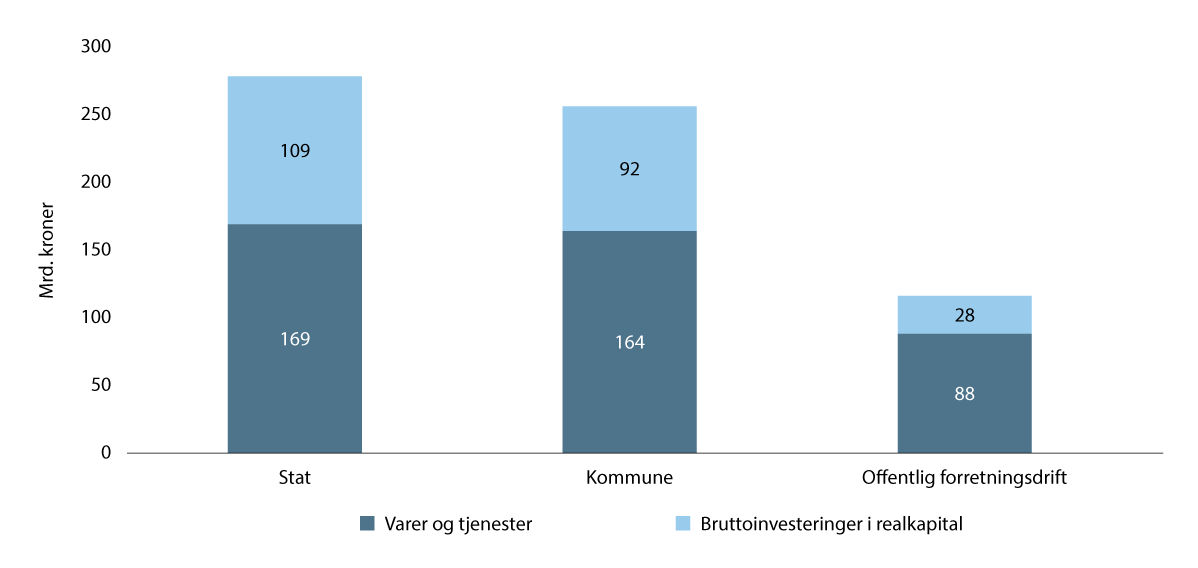 300
250
200
150
100
50
0
Mrd. kroner
109
169
92
164
28
88
Stat
Kommune
Offentlig forretningsdrift
Varer og tjenester
Bruttoinvesteringer i realkapital